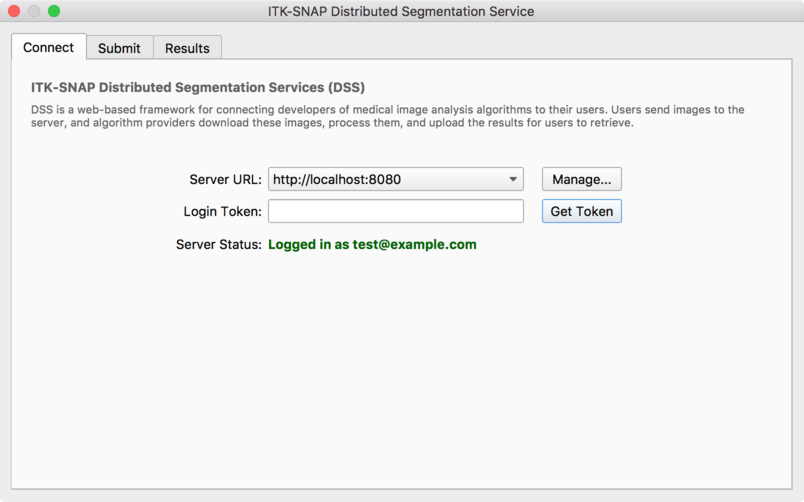 ITK-SNAP Distributed Segmentation Service
Connect
Submit
Results
ITK-SNAP Distributed Segmentation Services (DSS)
DSS is a web-based framework for connecting developers of medical image analysis algorithms to their users. Users send images to the
server, and algorithm providers download these images, process them, and upload the results for users to retrieve.
Server URL: http://localhost:8080 Manage...
Login Token: Get Token
Server Status: Logged in as test@example.com